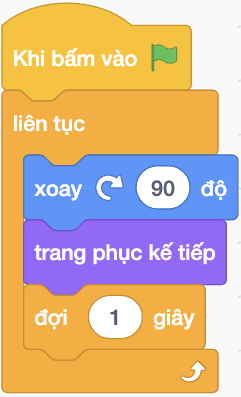 Khi bấm vào
liên tục
xoay 90 độ
trang phục kế tiếp
đợi 1 giây